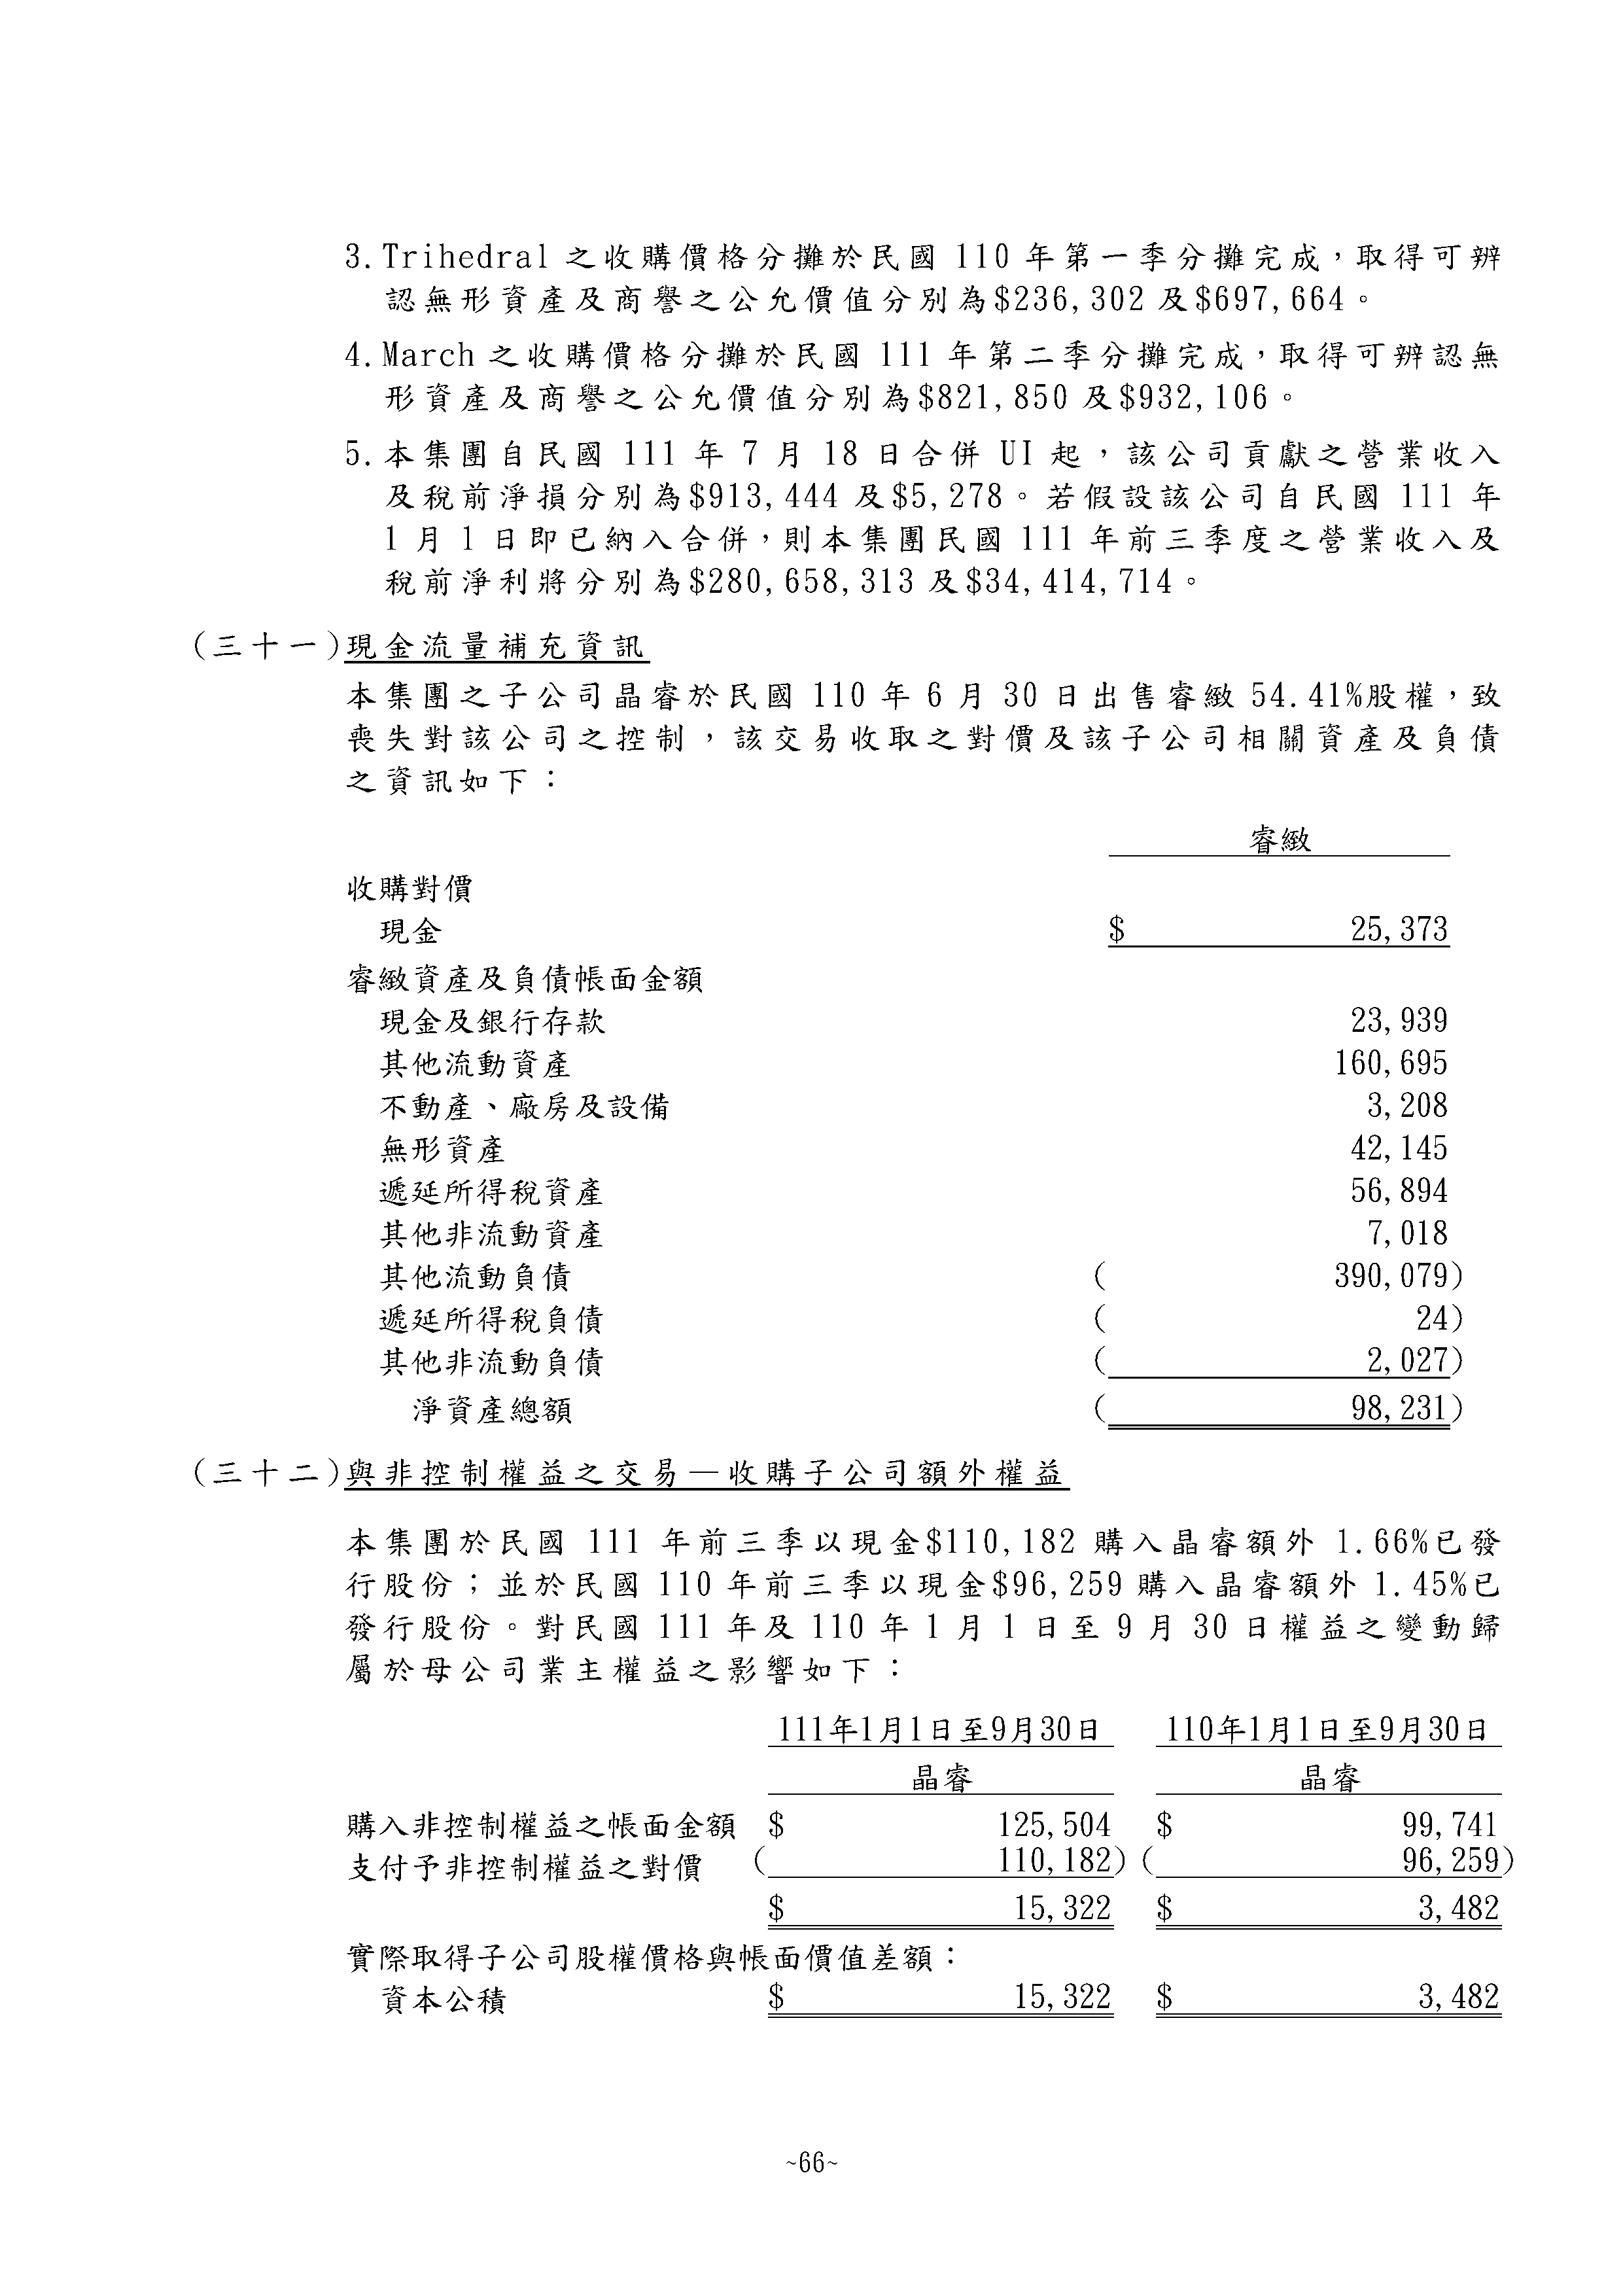 3.Trihedral 之收購價格分攤於民國 110 年第一季分攤完成，取得可辨
認無形資產及商譽之公允價值分別為$236,302 及$697,664。
4.March 之收購價格分攤於民國 111 年第二季分攤完成，取得可辨認無
形資產及商譽之公允價值分別為$821,850 及$932,106。
5.本集團自民國 111 年 7 月 18 日合併 UI 起，該公司貢獻之營業收入
及稅前淨損分別為$913,444 及$5,278。若假設該公司自民國 111 年
1 月 1 日即已納入合併，則本集團民國 111 年前三季度之營業收入及
稅前淨利將分別為$280,658,313 及$34,414,714。
(三十一)現金流量補充資訊
本集團之子公司晶睿於民國 110 年 6 月 30 日出售睿緻 54.41%股權，致
喪失對該公司之控制，該交易收取之對價及該子公司相關資產及負債
之資訊如下：
睿緻
收購對價
現金 $ 25,373
睿緻資產及負債帳面金額
現金及銀行存款 23,939
其他流動資產 160,695
不動產、廠房及設備 3,208
無形資產 42,145
遞延所得稅資產 56,894
其他非流動資產 7,018
其他流動負債 ( 390,079)
遞延所得稅負債 ( 24)
其他非流動負債 ( 2,027)
淨資產總額 ( 98,231)
(三十二)與非控制權益之交易—收購子公司額外權益
本集團於民國 111 年前三季以現金$110,182 購入晶睿額外 1.66%已發
行股份；並於民國 110 年前三季以現金$96,259 購入晶睿額外 1.45%已
發行股份。對民國 111 年及 110 年 1 月 1 日至 9 月 30 日權益之變動歸
屬於母公司業主權益之影響如下：
111年1月1日至9月30日 110年1月1日至9月30日
晶睿 晶睿
購入非控制權益之帳面金額 $ 125,504 $ 99,741
支付予非控制權益之對價 ( 110,182) ( 96,259)
$ 15,322 $ 3,482
實際取得子公司股權價格與帳面價值差額：
資本公積 $ 15,322 $ 3,482
~66~